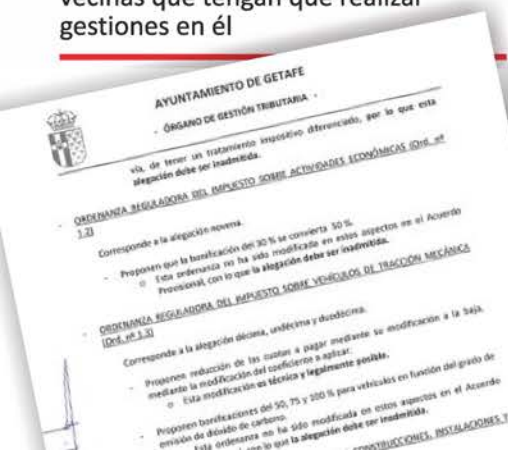 vecinas que tengan que realizar
gestiones en él
AYUNTAMIENTO DE GETAFE
- ÓRGANO DE GESTIÓN TRIBUTARIA -
vía, de tener un tratamiento impositivo diferenciado, por lo que esta
alegación debe ser inadmitida.
- ORDENANZA REGULADORA DEL IMPUESTO SOBRE ACTIVIDADES ECONÓMICAS (Ord. nº
1.2)
Corresponde a la alegación novena.
- Proponen que la bonificación del 30 % se convierta 50 %.
o Esta ordenanza no ha sido modificada en estos aspectos en el Acuerdo
Provisional, con lo que la alegación debe ser inadmitida.
- ORDENANZA REGULADORA DEL IMPUESTO SOBRE VEHÍCULOS DE TRACCIÓN MECÁNICA
(Ord. nº 1.3)
Corresponde a la alegación décima, undécima y duodécima.
- Proponen reducción de las cuotas a pagar mediante su modificación a la baja,
mediante la modificación del coeficiente a aplicar.
o Esta modificación es técnica y legalmente posible.
- Proponen bonificaciones del 50, 75 y 100 % para vehículos en función del grado de
emisión de dióxido de carbono.
Esta ordenanza no ha sido modificada en estos aspectos en el Acuerdo
con lo que la alegación debe ser inadmitida.
CONSTRUCCIONES, INSTALACIONES Y